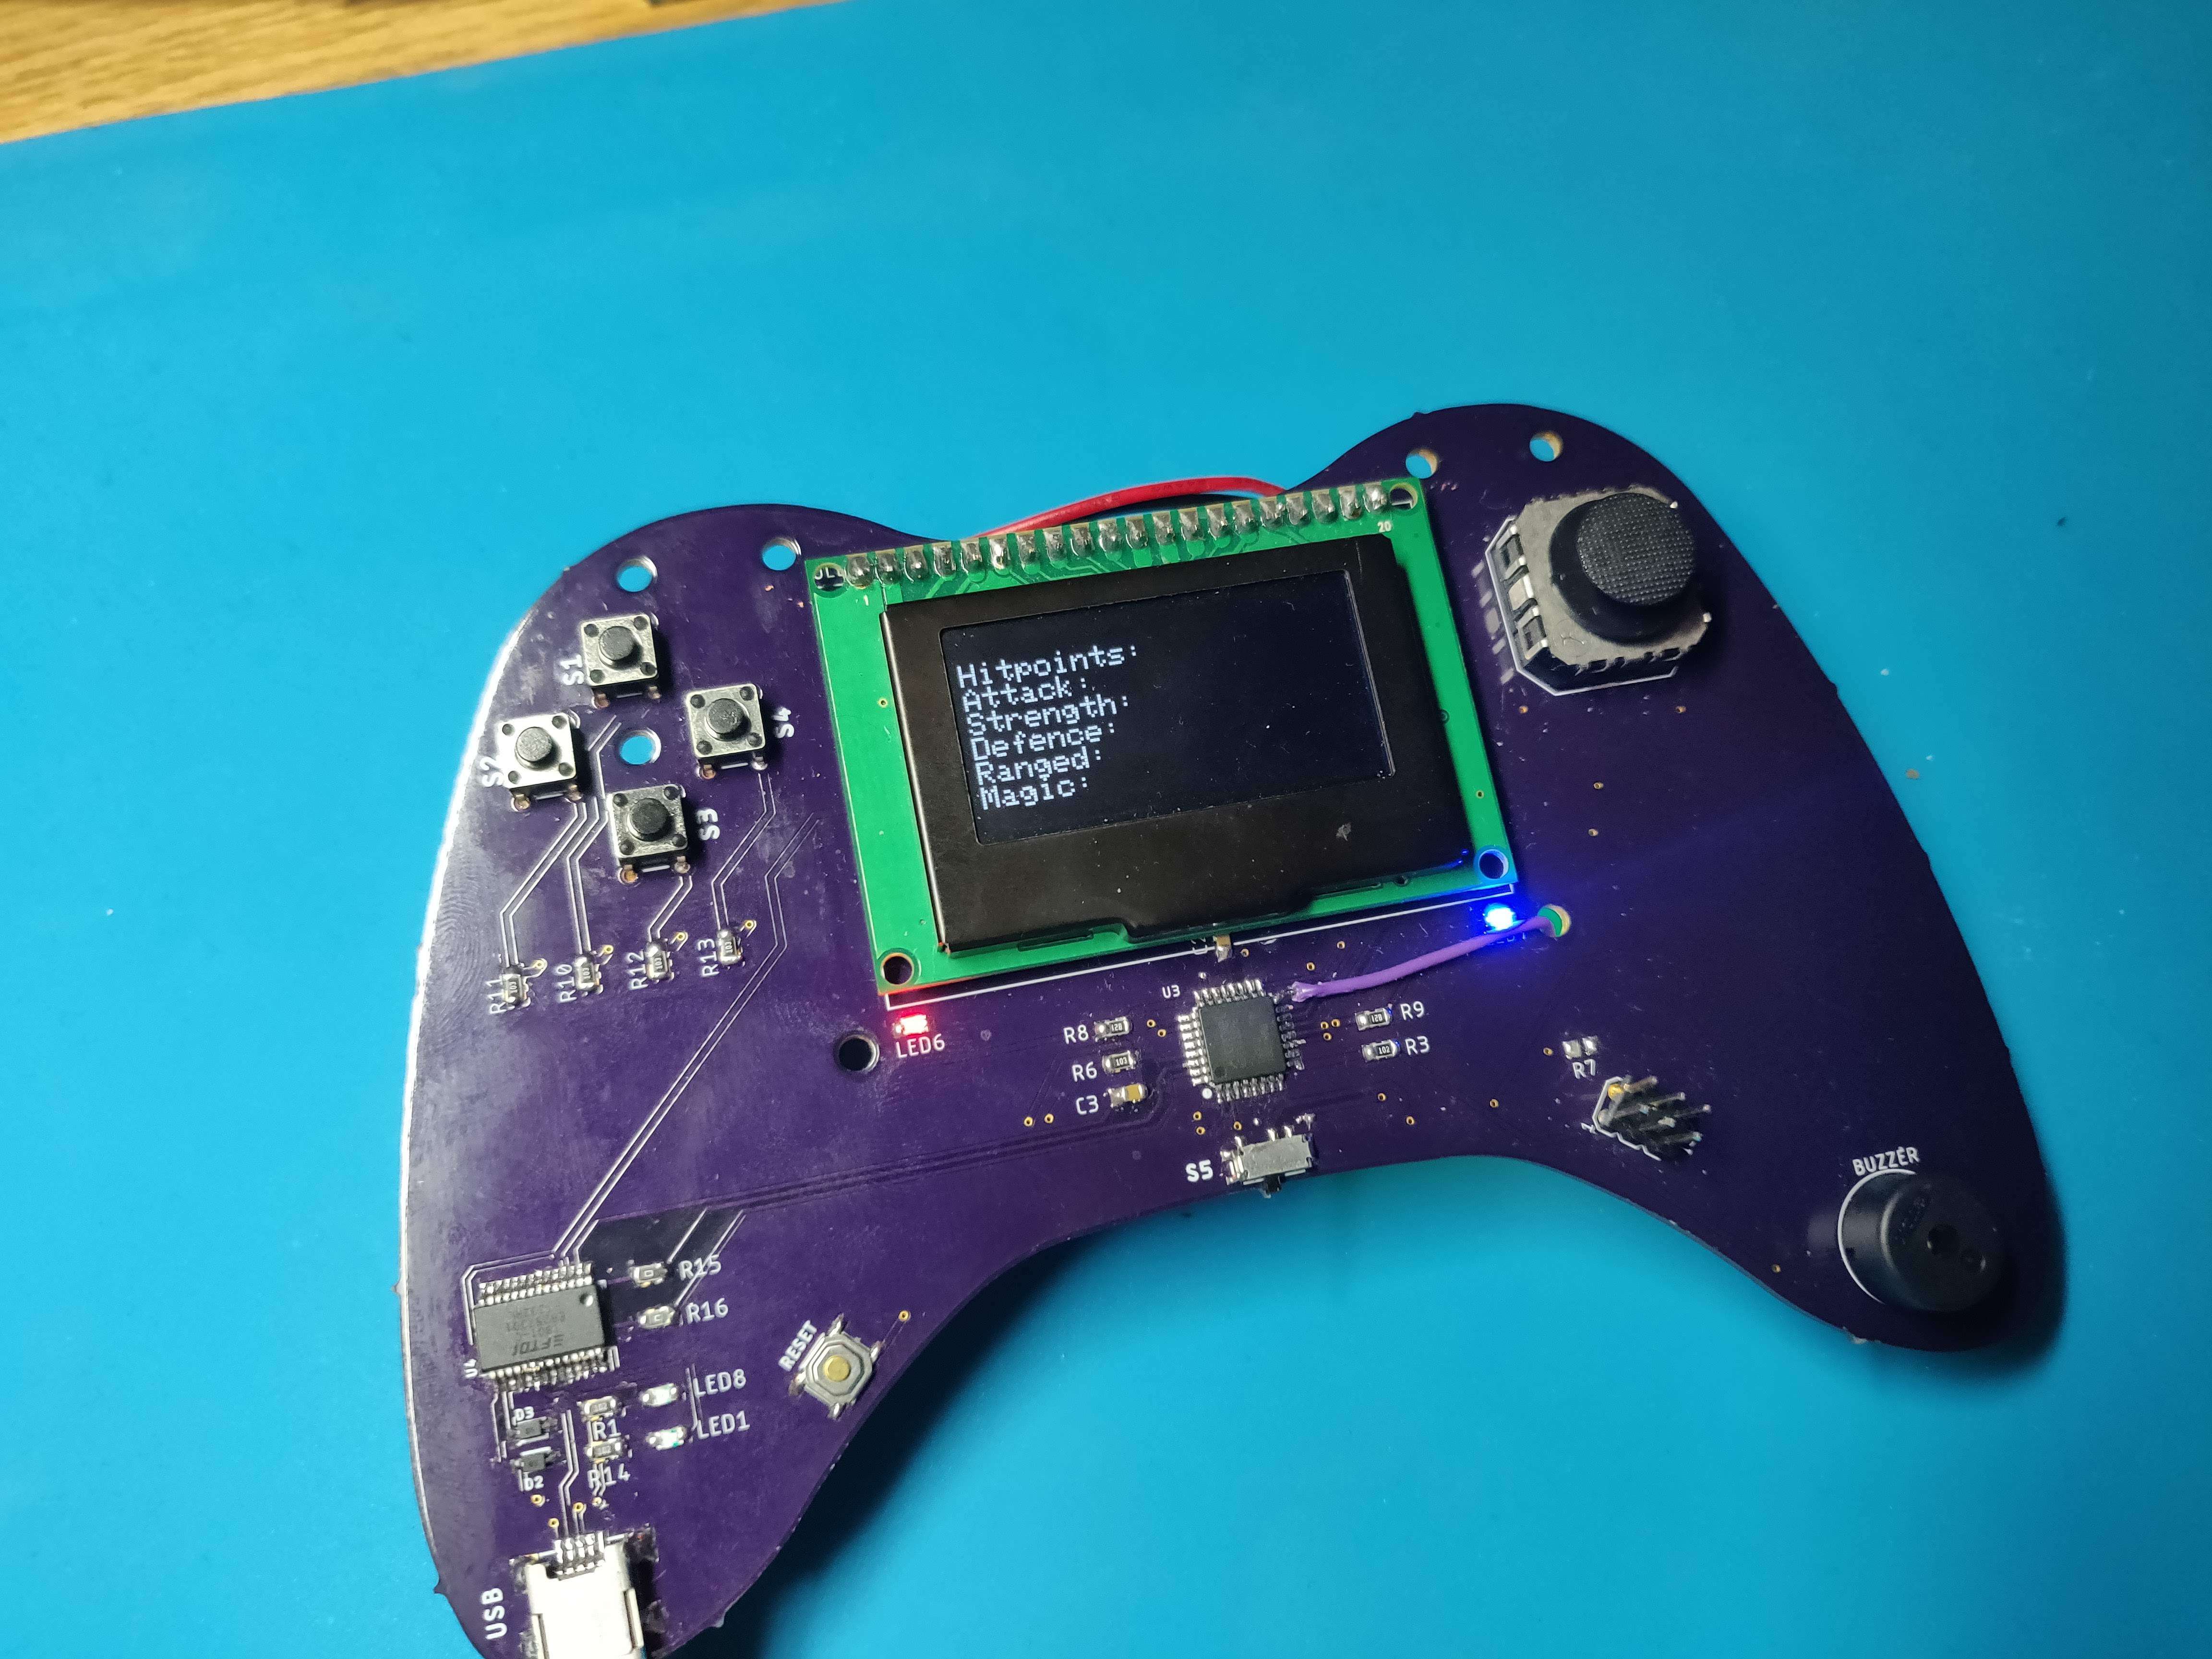 1
20
Hitpoints:
Attack:
Strength:
Defence:
Ranged:
Magic:
S1
S2
S4
S3
R11
R10
R12
R13
LED6
U3
R8
R6
C3
R9
R3
R7
S5
BUZZER
R15
R16
FTDI
RESET
LED8
LED1
D3
R1
D2
R14
USB